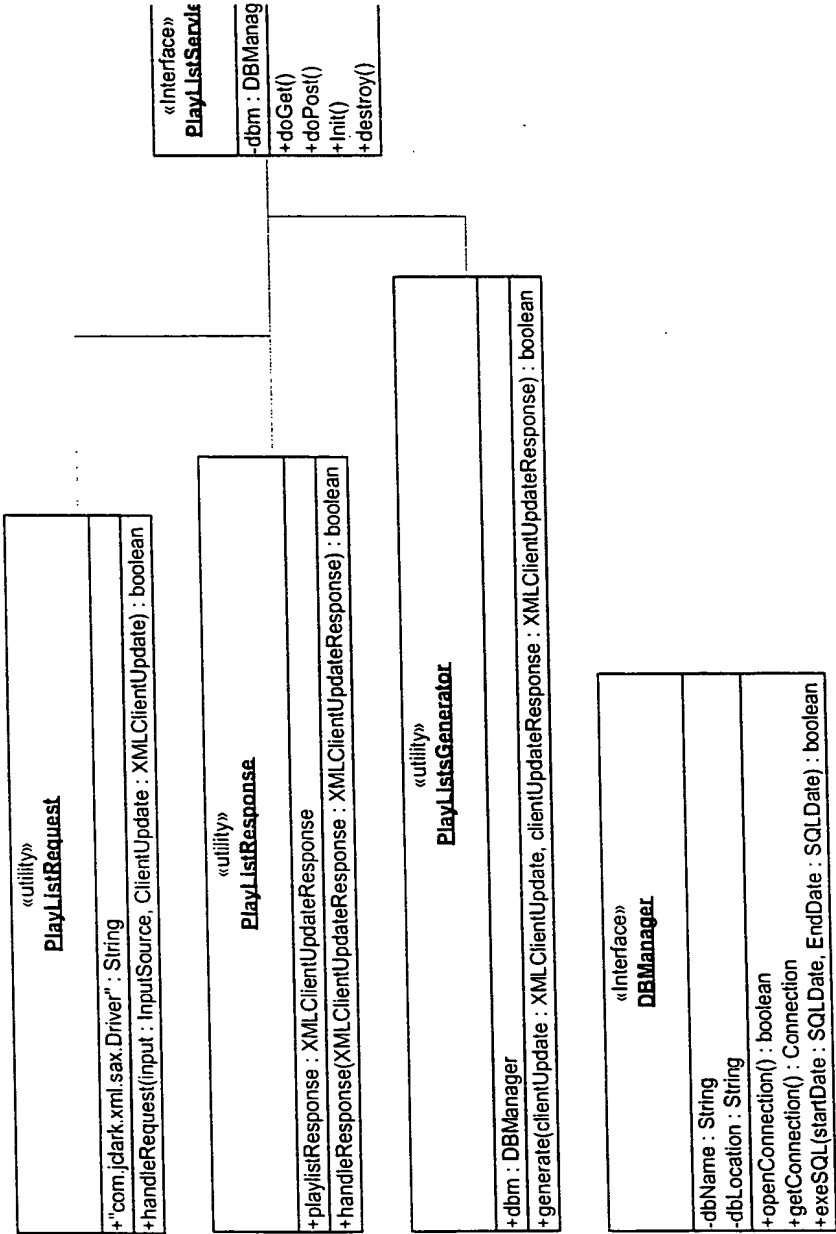 «utility»
PlayListRequest
+"com.jclark.xml.sax.Driver" : String
+handleRequest(input : InputSource, ClientUpdate : XMLClientUpdate) : boolean
«utility»
PlayListResponse
+playlistResponse : XMLClientUpdateResponse
+handleResponse(XMLClientUpdateResponse : XMLClientUpdateResponse) : boolean
«utility»
PlayListsGenerator
+dbm : DBManager
+generate(clientUpdate : XMLClientUpdate, clientUpdateResponse : XMLClientUpdateResponse) : boolean
«Interface»
DBManager
-dbName : String
-dbLocation : String
+openConnection() : boolean
+getConnection() : Connection
+exeSQL(startDate : SQLDate, EndDate : SQLDate) : boolean
«Interface»
PlayListServle
-dbm : DBManag
+doGet()
+doPost()
+Init()
+destroy()